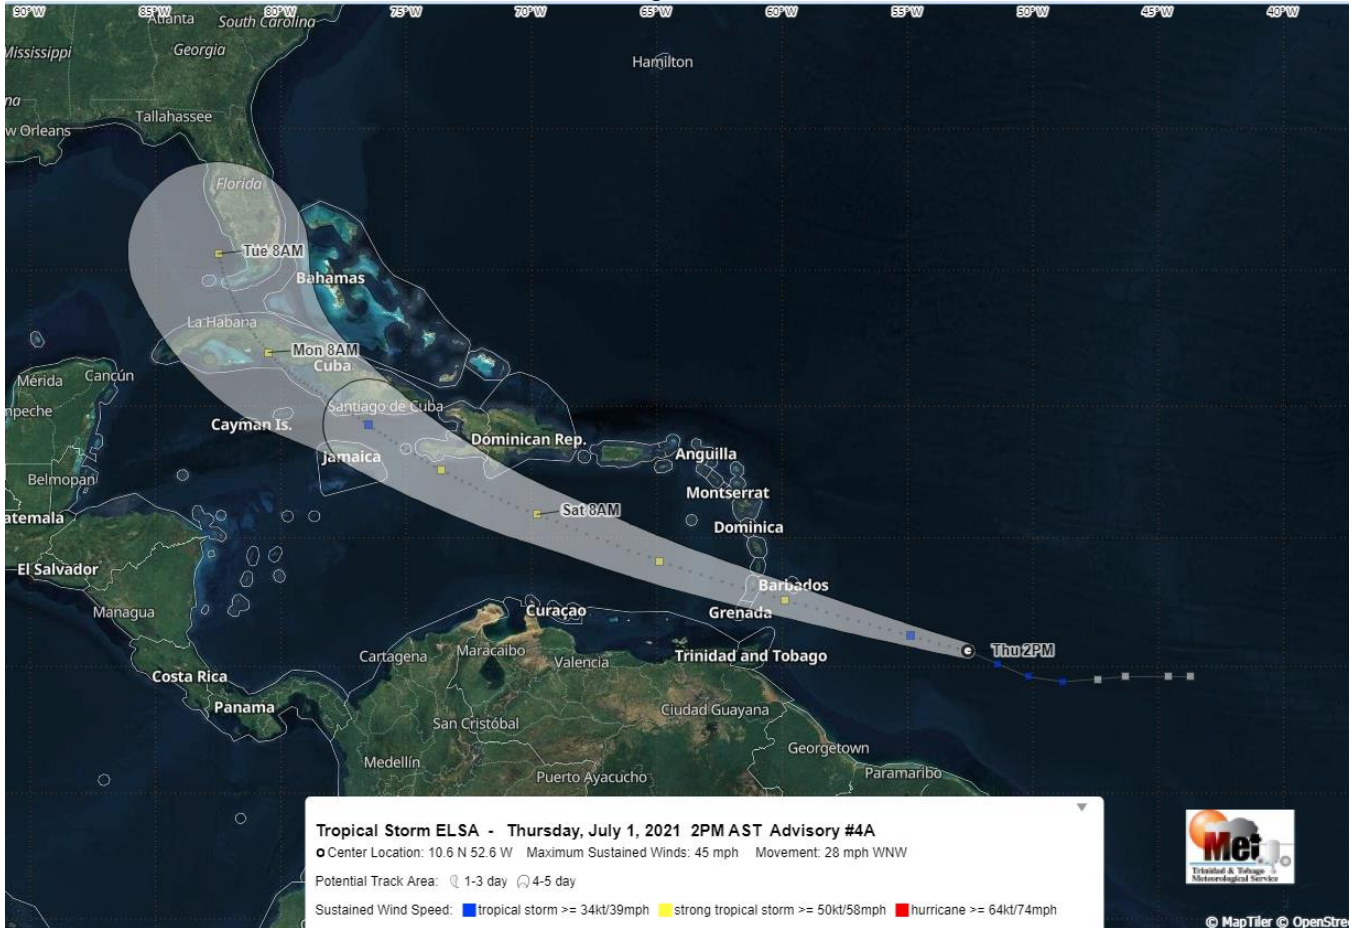 90°W 85°W 80°W 75°W 70°W 65°W 60°W 55°W 50°W 45°W 40°W
Atlanta South Carolina
Georgia
Mississippi
Hamilton
na
Tallahassee
w Orleans
Florida
Tue 8AM
Bahamas
La Habana
Mon 8AM
Cuba
Mérida Cancún
mpeche
Santiago de Cuba
Cayman Is.
Dominican Rep.
Jamaica
Anguilla
Belmopan
Montserrat
Sat 8AM
atemala
Dominica
El Salvador
Barbados
Managua
Curaçao
Grenada
Cartagena
Maracaibo
Valencia
Trinidad and Tobago
Thu 2PM
Costa Rica
Panama
San Cristóbal
Ciudad Guayana
Medellín
Georgetown
Puerto Ayacucho
Paramaribo
Tropical Storm ELSA - Thursday, July 1, 2021 2PM AST Advisory #4A
Center Location: 10.6 N 52.6 W Maximum Sustained Winds: 45 mph Movement: 28 mph WNW
Potential Track Area: 1-3 day 4-5 day
Sustained Wind Speed: tropical storm >= 34kt/39mph strong tropical storm >= 50kt/58mph hurricane >= 64kt/74mph
Met
Trinidad & Tobago
Meteorological Service
© MapTiler © OpenStree